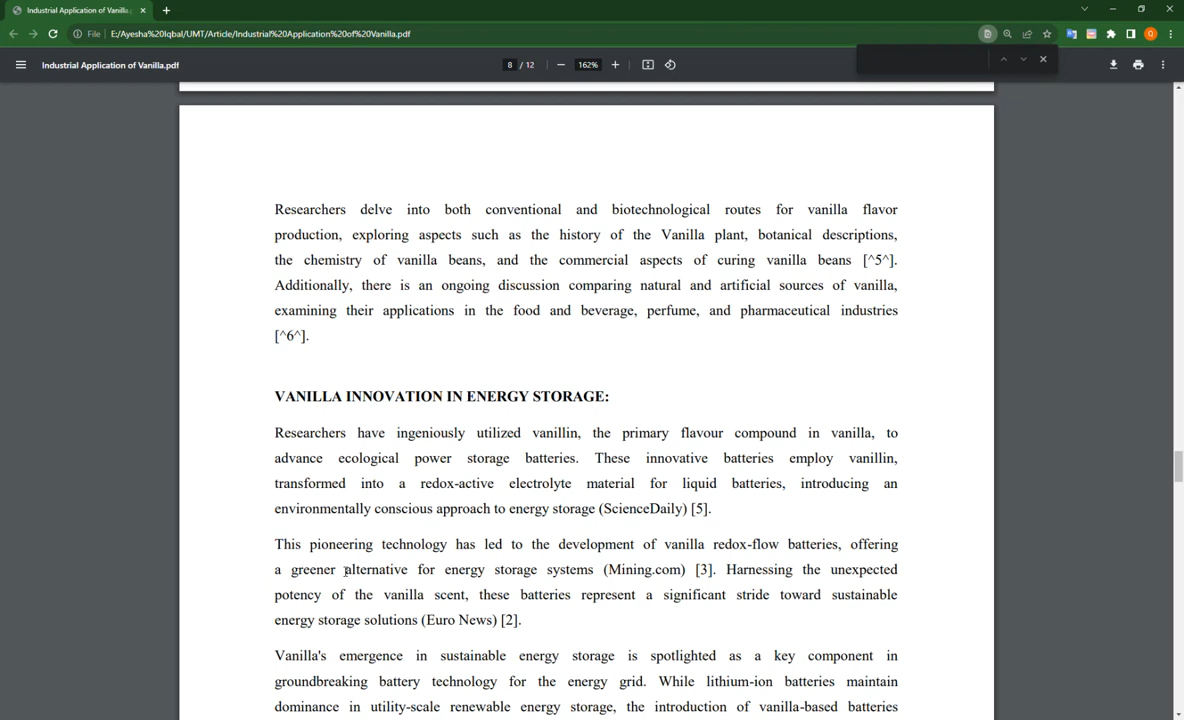 Industrial Application of Vanilla.p
File
E:/Ayesha%20Iqbal/UMT/Article/Industrial%20Application%20of%20Vanilla.pdf
Q
Industrial Application of Vanilla.pdf
8 / 12
162%
Researchers delve into both conventional and biotechnological routes for vanilla flavor
production, exploring aspects such as the history of the Vanilla plant, botanical descriptions,
the chemistry of vanilla beans, and the commercial aspects of curing vanilla beans [^5^].
Additionally, there is an ongoing discussion comparing natural and artificial sources of vanilla,
examining their applications in the food and beverage, perfume, and pharmaceutical industries
[^6^].
VANILLA INNOVATION IN ENERGY STORAGE:
Researchers have ingeniously utilized vanillin, the primary flavour compound in vanilla, to
advance ecological power storage batteries. These innovative batteries employ vanillin,
transformed into a redox-active electrolyte material for liquid batteries, introducing an
environmentally conscious approach to energy storage (ScienceDaily) [5].
This pioneering technology has led to the development of vanilla redox-flow batteries, offering
a greener alternative for energy storage systems (Mining.com) [3]. Harnessing the unexpected
potency of the vanilla scent, these batteries represent a significant stride toward sustainable
energy storage solutions (Euro News) [2].
Vanilla's emergence in sustainable energy storage is spotlighted as a key component in
groundbreaking battery technology for the energy grid. While lithium-ion batteries maintain
dominance in utility-scale renewable energy storage, the introduction of vanilla-based batteries